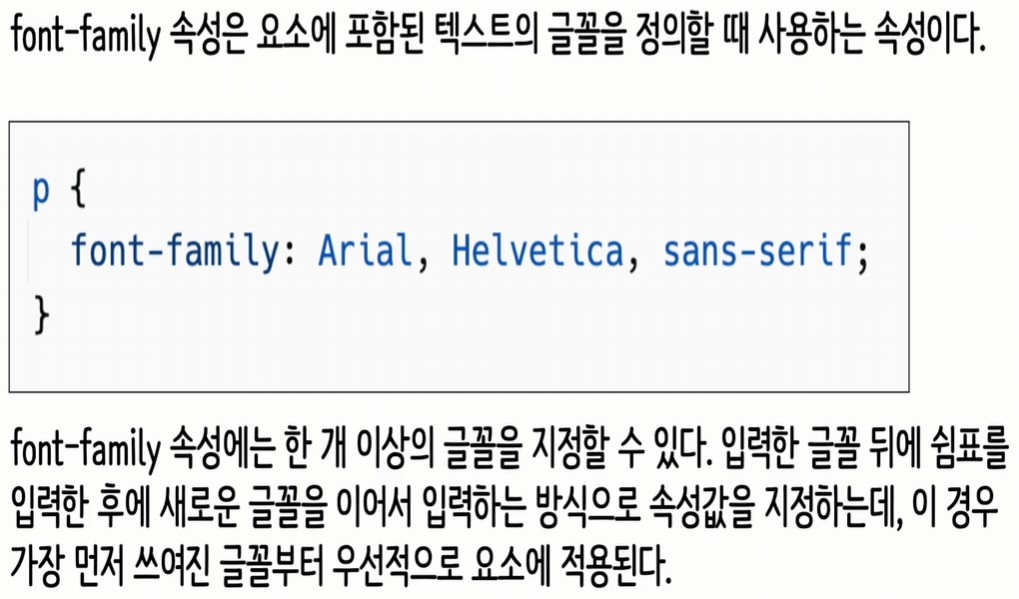 font-family 속성은 요소에 포함된 텍스트의 글꼴을 정의할 때 사용하는 속성이다.
p {
font-family: Arial, Helvetica, sans-serif;
}
font-family 속성에는 한 개 이상의 글꼴을 지정할 수 있다. 입력한 글꼴 뒤에 쉼표를
입력한 후에 새로운 글꼴을 이어서 입력하는 방식으로 속성값을 지정하는데, 이 경우
가장 먼저 쓰여진 글꼴부터 우선적으로 요소에 적용된다.